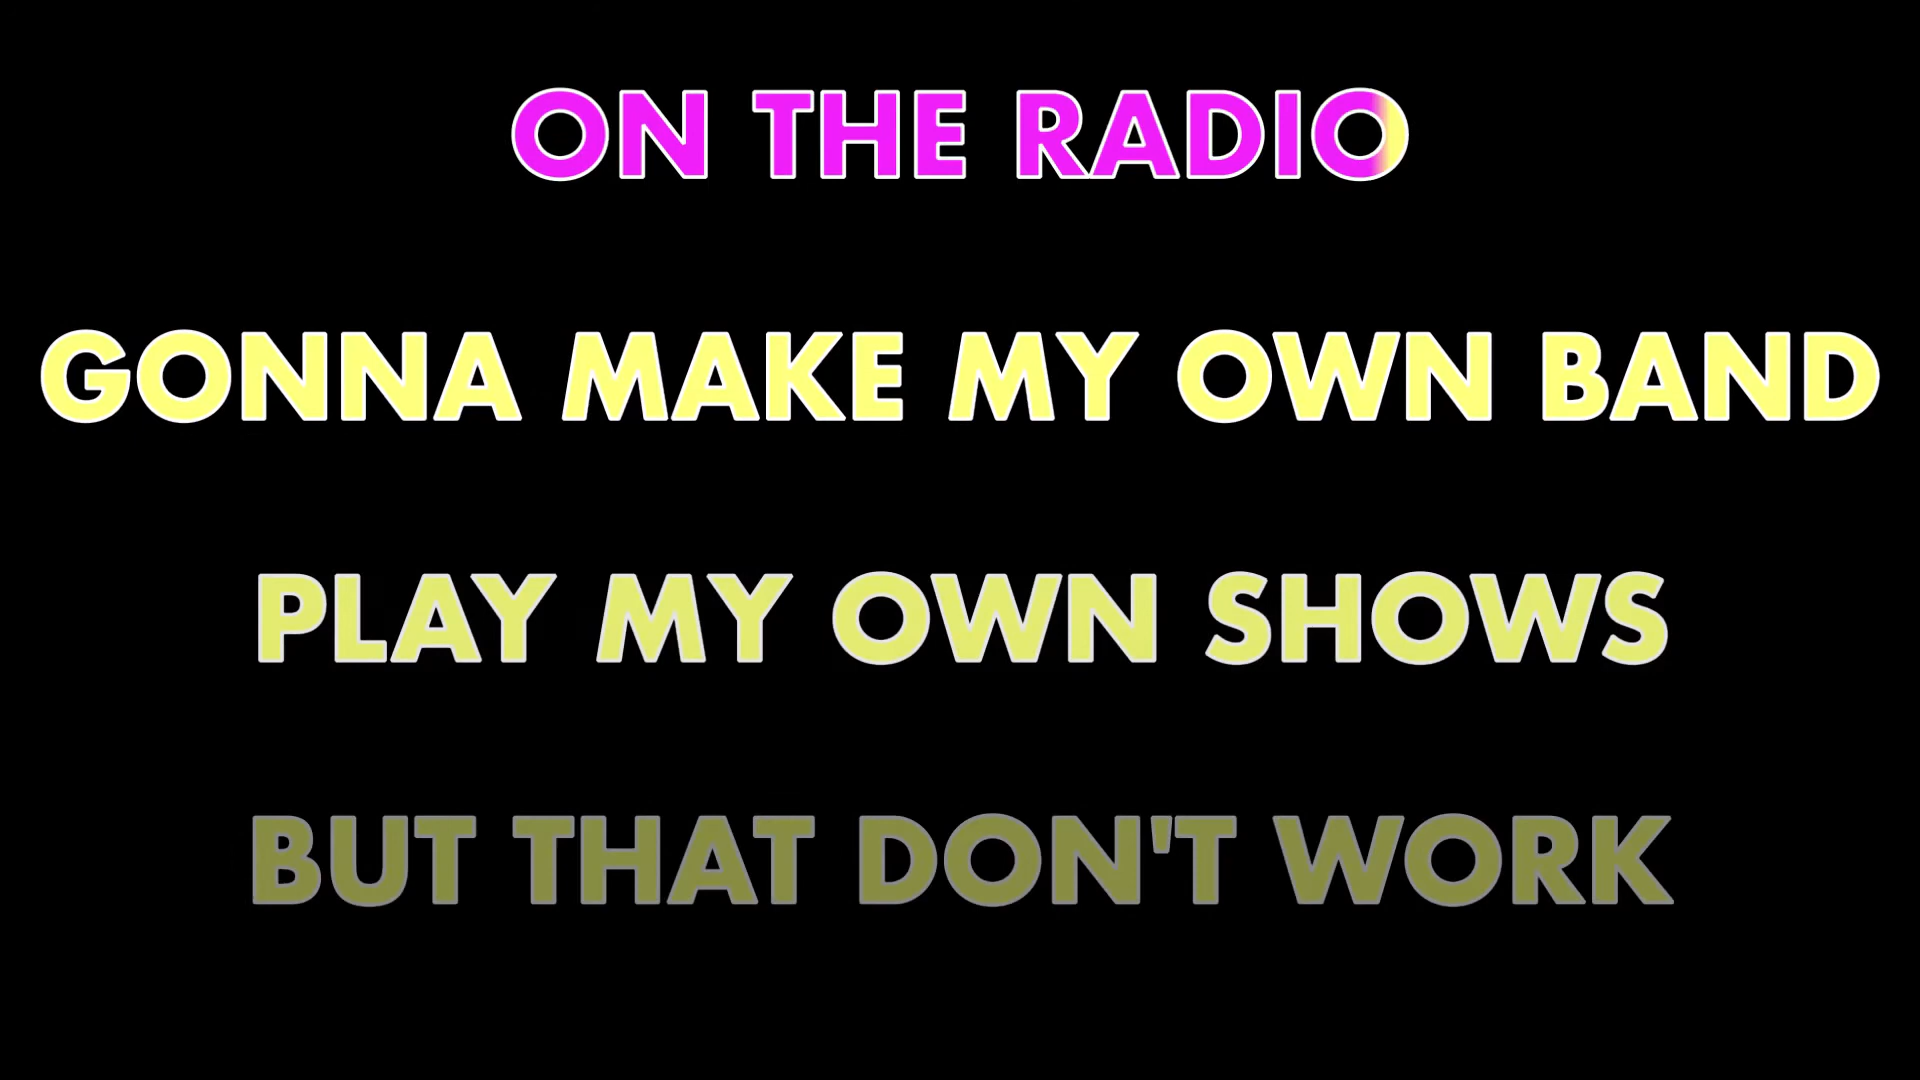 ON THE RADIO
GONNA MAKE MY OWN BAND
PLAY MY OWN SHOWS
BUT THAT DON'T WORK